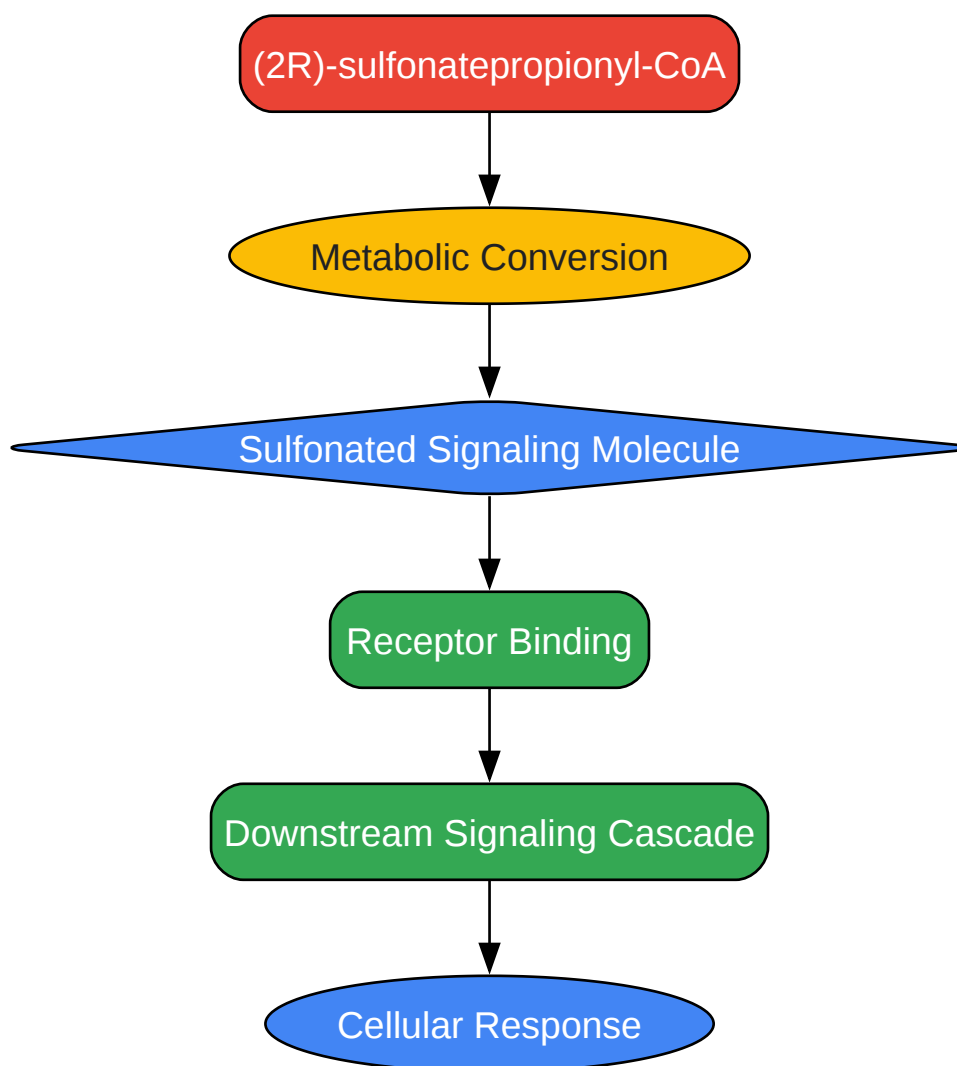 (2R)-sulfonatepropionyl-CoA
Metabolic Conversion
Sulfonated Signaling Molecule
Receptor Binding
Downstream Signaling Cascade
Cellular Response